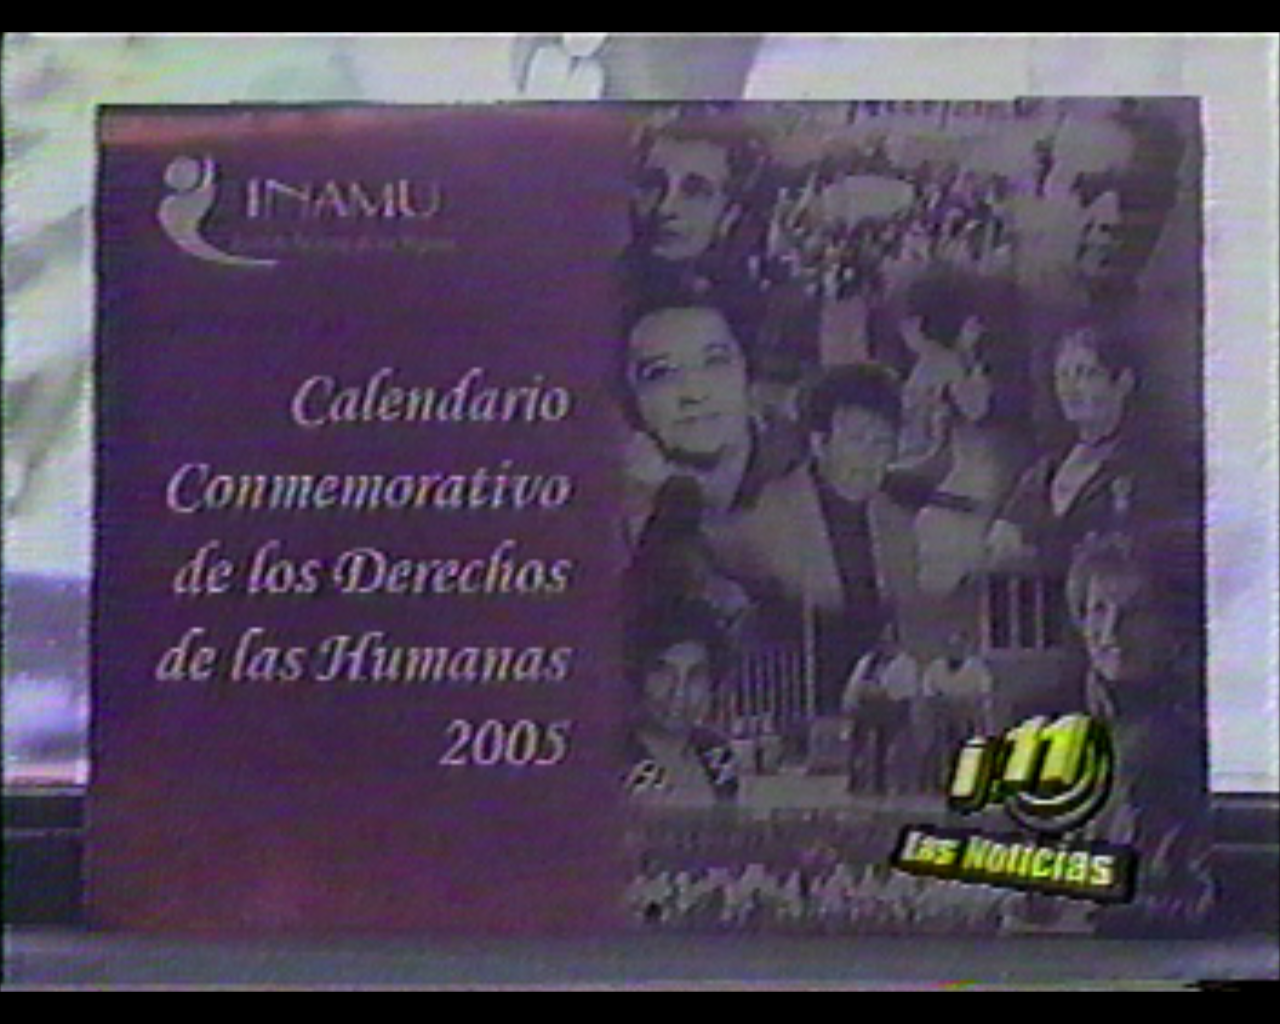 INAMU
Calendario
Conmemorativo
de los Derechos
de las Humanas
2005
11
Las Noticias